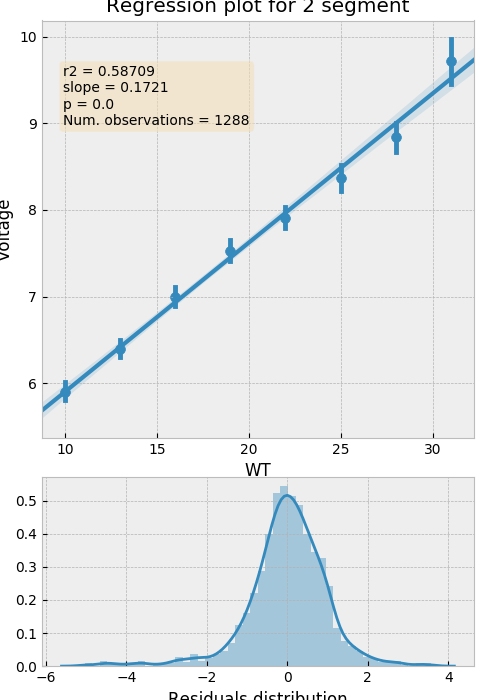 Regression plot for 2 segment
r2 = 0.58709
slope = 0.1721
p = 0.0
Num. observations = 1288
10
9
8
7
6
voltage
10 15 20 25 30
WT
0.5
0.4
0.3
0.2
0.1
0.0
−6 −4 −2 0 2 4
Residuals distribution